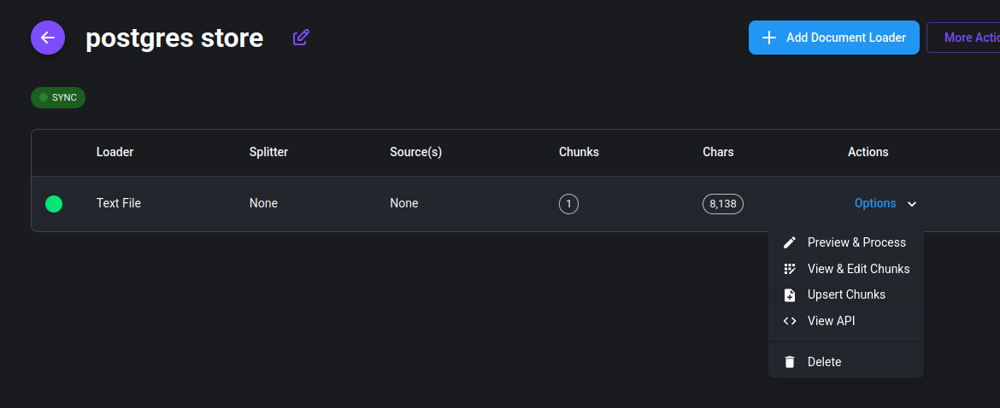 postgres store
Add Document Loader
More Actio
SYNC
Loader Splitter Source(s) Chunks Chars Actions
Text File None None 1 8,138 Options
Preview & Process
View & Edit Chunks
Upsert Chunks
View API
Delete